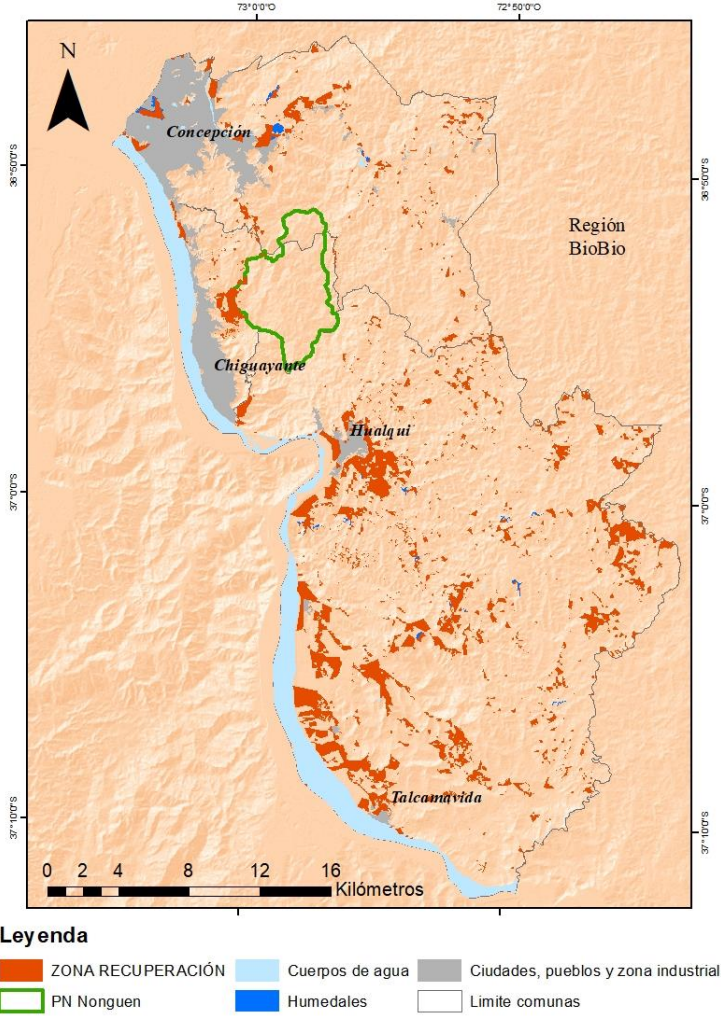 73°0'0"O
72°50'0"O
N
Concepción
36°50'0"S
36°50'0"S
Región
BioBio
Chiguayante
Hualqui
37°0'0"S
37°0'0"S
Talcamavida
37°10'0"S
37°10'0"S
0 2 4 8 12 16
Kilómetros
Leyenda
ZONA RECUPERACIÓN
Cuerpos de agua
Ciudades, pueblos y zona industrial
PN Nonguen
Humedales
Limite comunas